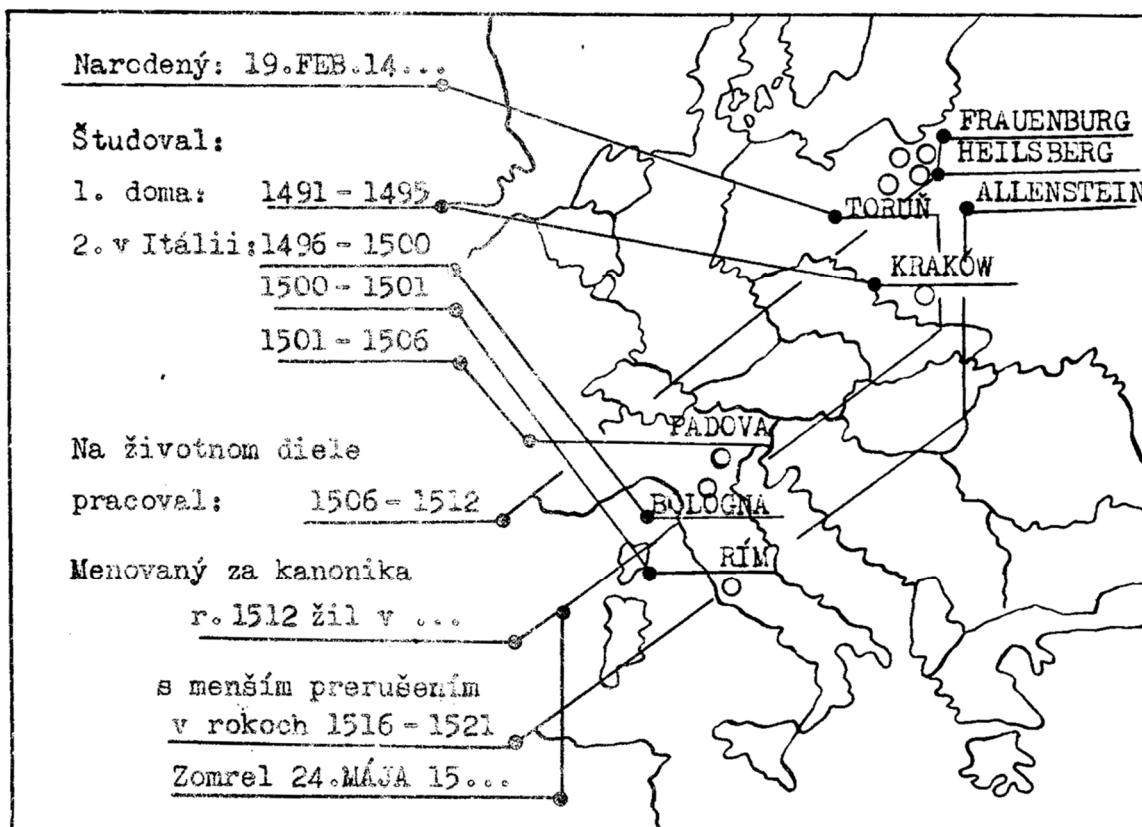 Narodený: 19.FEB.14...
Študoval:
1. doma: 1491-1495
2. v Itálii: 1496-1500
1500-1501
1501-1506
Na životnom diele
pracoval: 1506-1512
Menovaný za kanonika
r. 1512 žil v ...
s menším prerušením
v rokoch 1516-1521
Zomrel 24.MÁJA 15...
FRAUENBURG
HEILSBERG
ALLENSTEIN
TORUŇ
KRAKÓW
PADOVA
BOLOGNA
RÍM